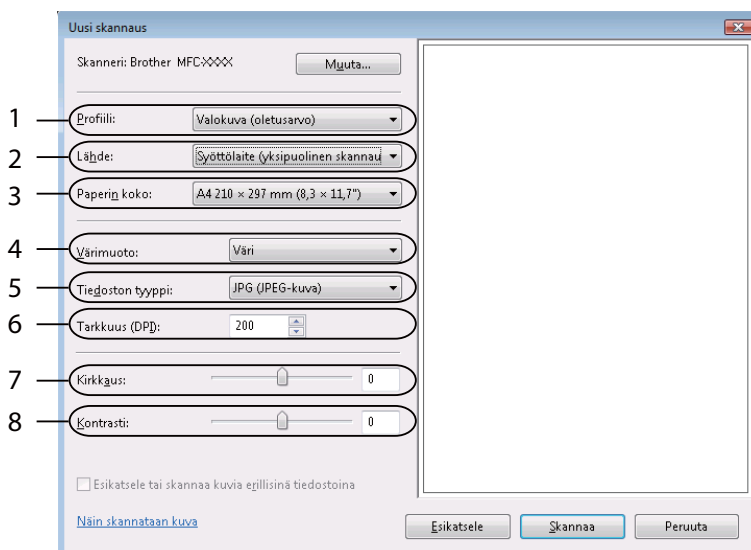 Uusi skannaus
Skanneri: Brother MFC-XXXX
Muuta...
1 Profiili: Valokuva (oletusarvo)
2 Lähde: Syöttölaite (yksipuolinen skannau
3 Paperin koko: A4 210 × 297 mm (8,3 × 11,7")
4 Värimuoto: Väri
5 Tiedoston tyyppi: JPG (JPEG-kuva)
6 Tarkkuus (DPI): 200
7 Kirkkaus: 0
8 Kontrasti: 0
Esikatsele tai skannaa kuvia erillisinä tiedostoina
Näin skannataan kuva
Esikatsele Skannaa Peruuta